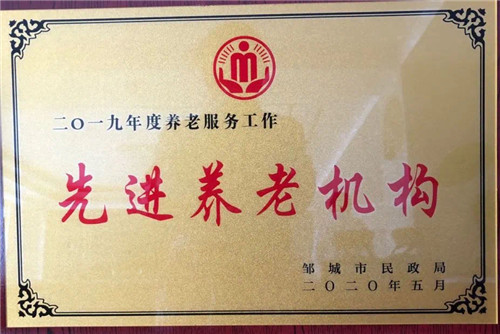 二〇一九年度养老服务工作
先进养老机构
邹城市民政局
二〇二〇年五月